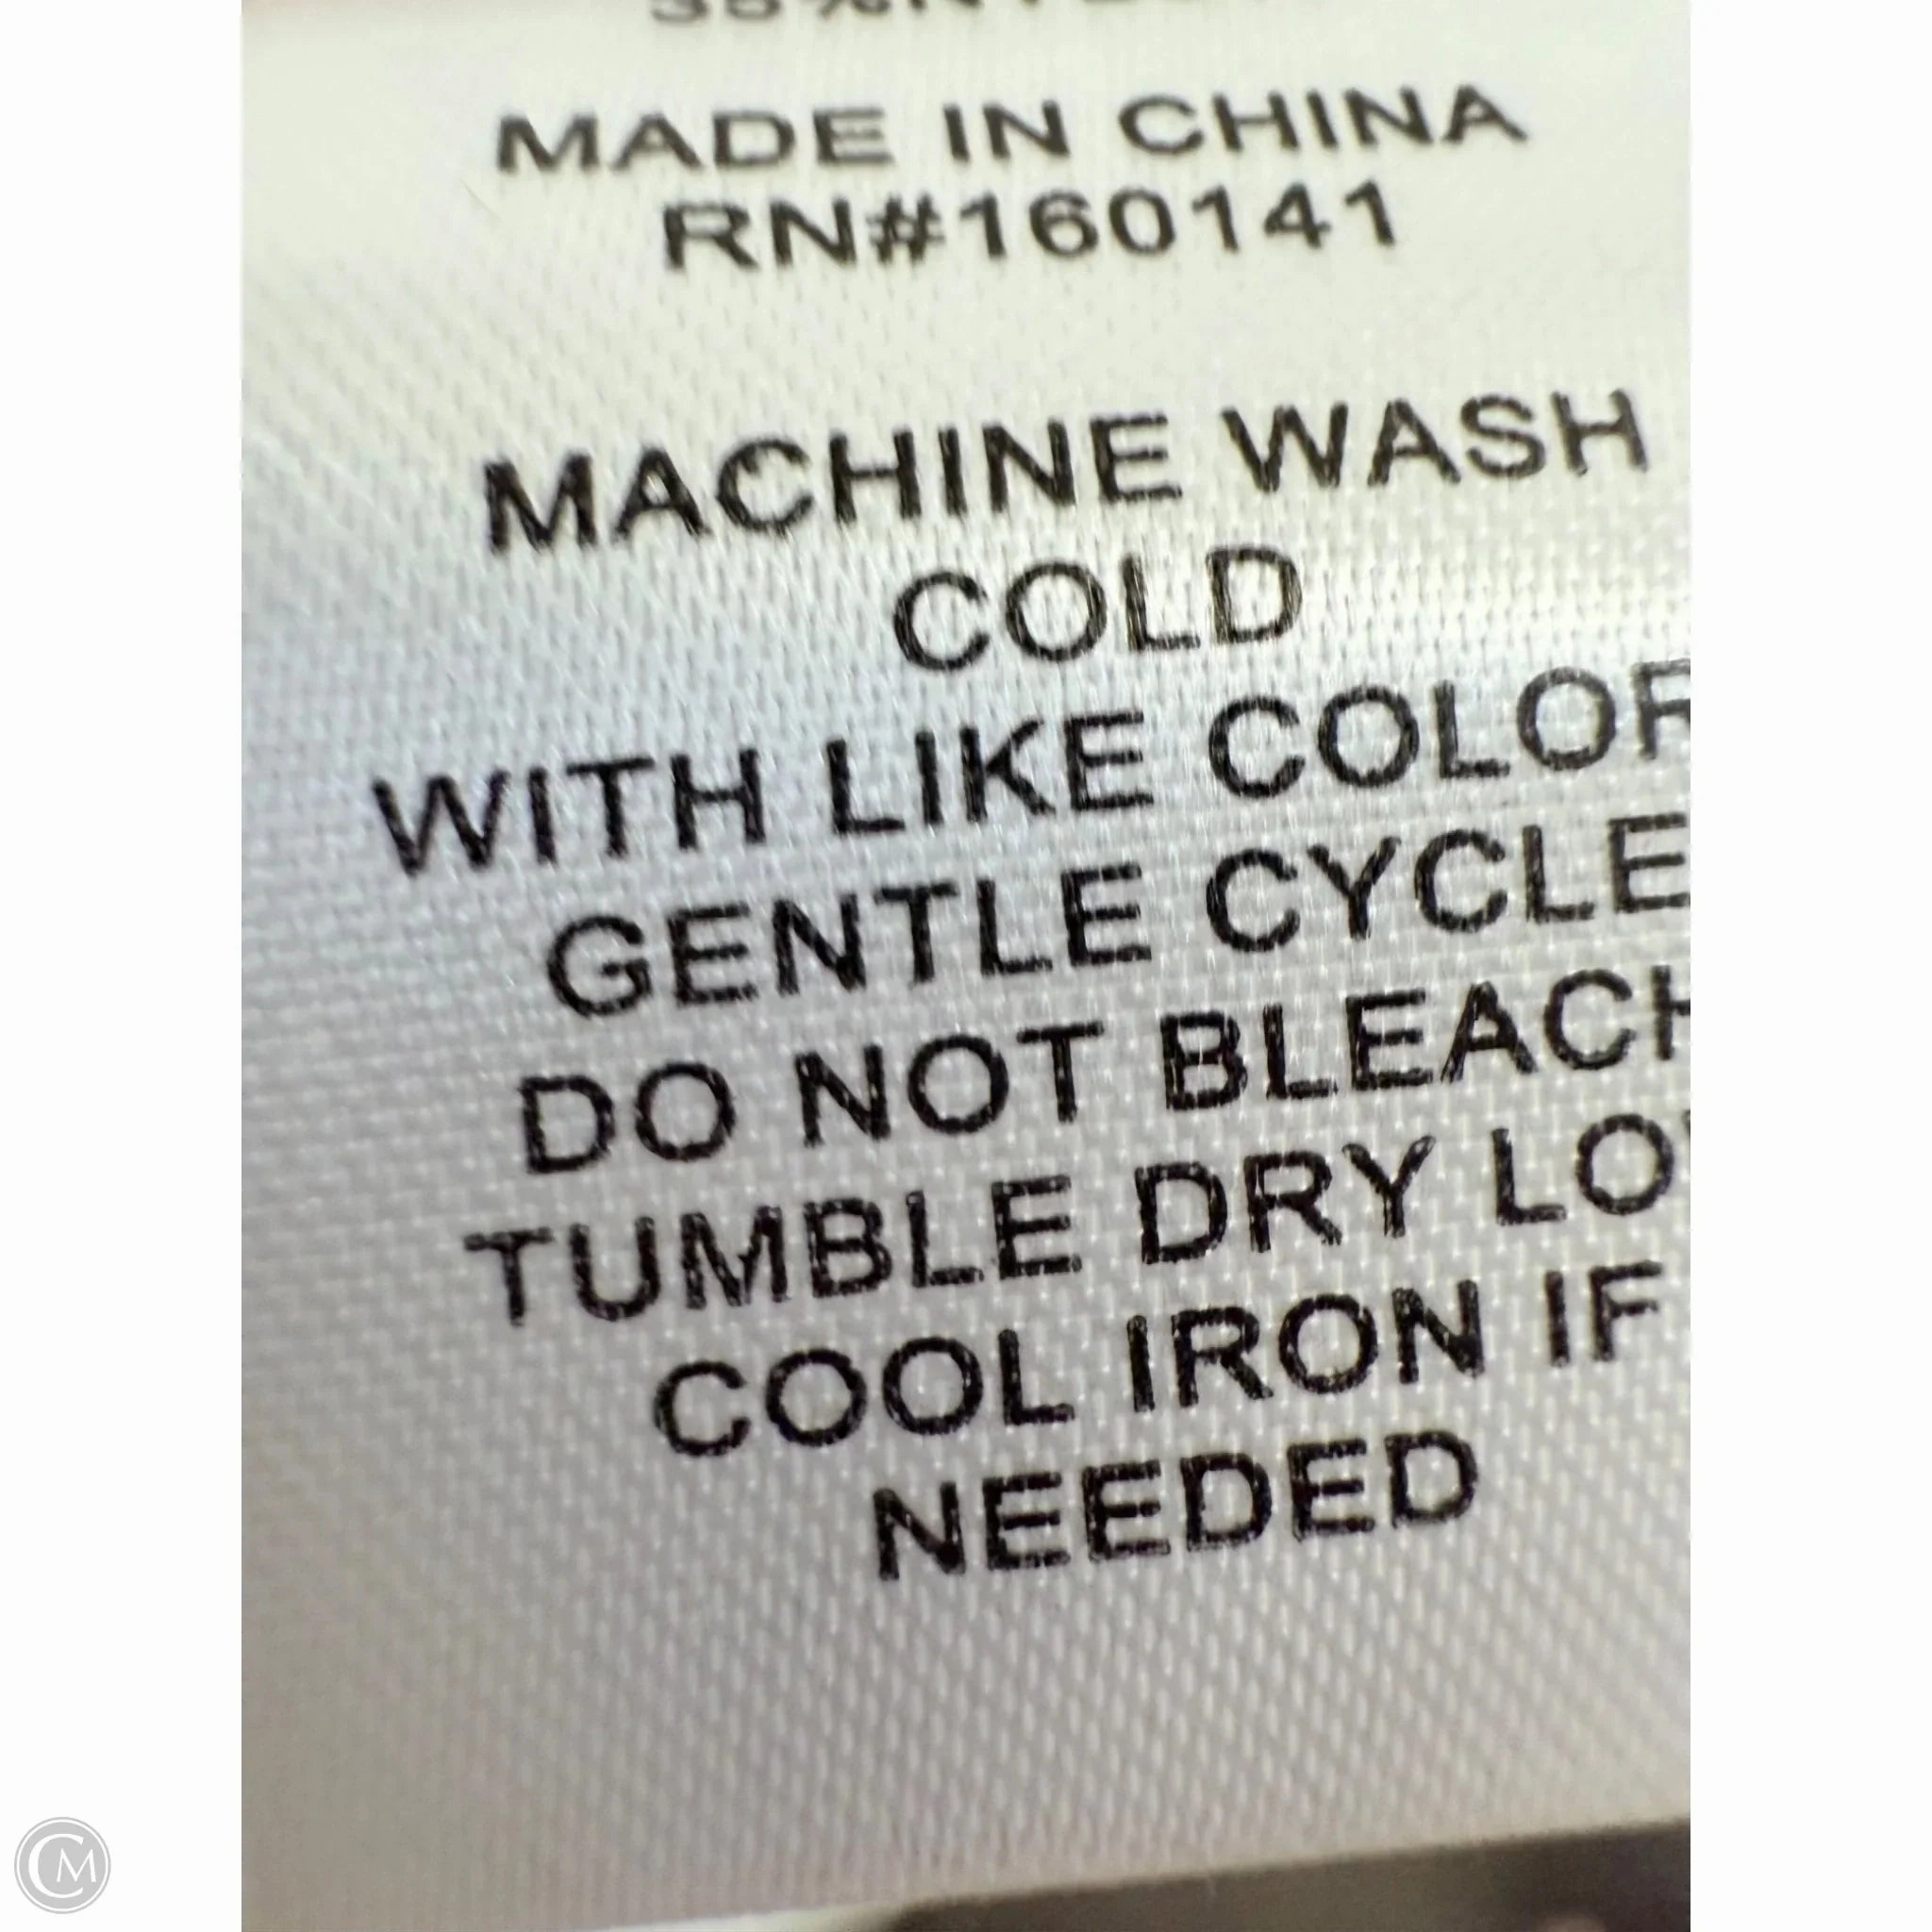 MADE IN CHINA
RN#160141
MACHINE WASH
COLD
WITH LIKE COLOR
GENTLE CYCLE
DO NOT BLEACH
TUMBLE DRY LO
COOL IRON IF
NEEDED
CM